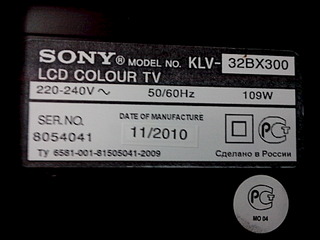 SONY® MODEL NO. KLV-32BX300
LCD COLOUR TV
220-240V~ 50/60Hz 109W
SER.NO. 8054041
DATE OF MANUFACTURE 11/2010
Сделано в России
Ту 6581-001-81505041-2009
МО 04